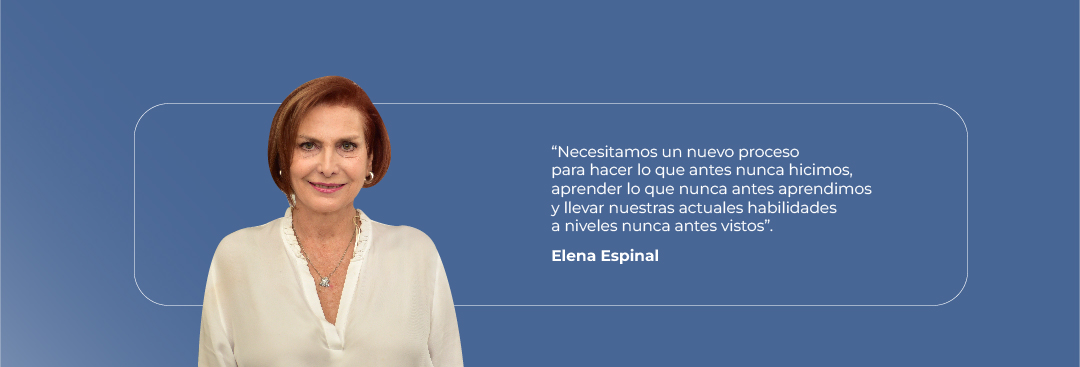 “Necesitamos un nuevo proceso
para hacer lo que antes nunca hicimos,
aprender lo que nunca antes aprendimos
y llevar nuestras actuales habilidades
a niveles nunca antes vistos”.
Elena Espinal